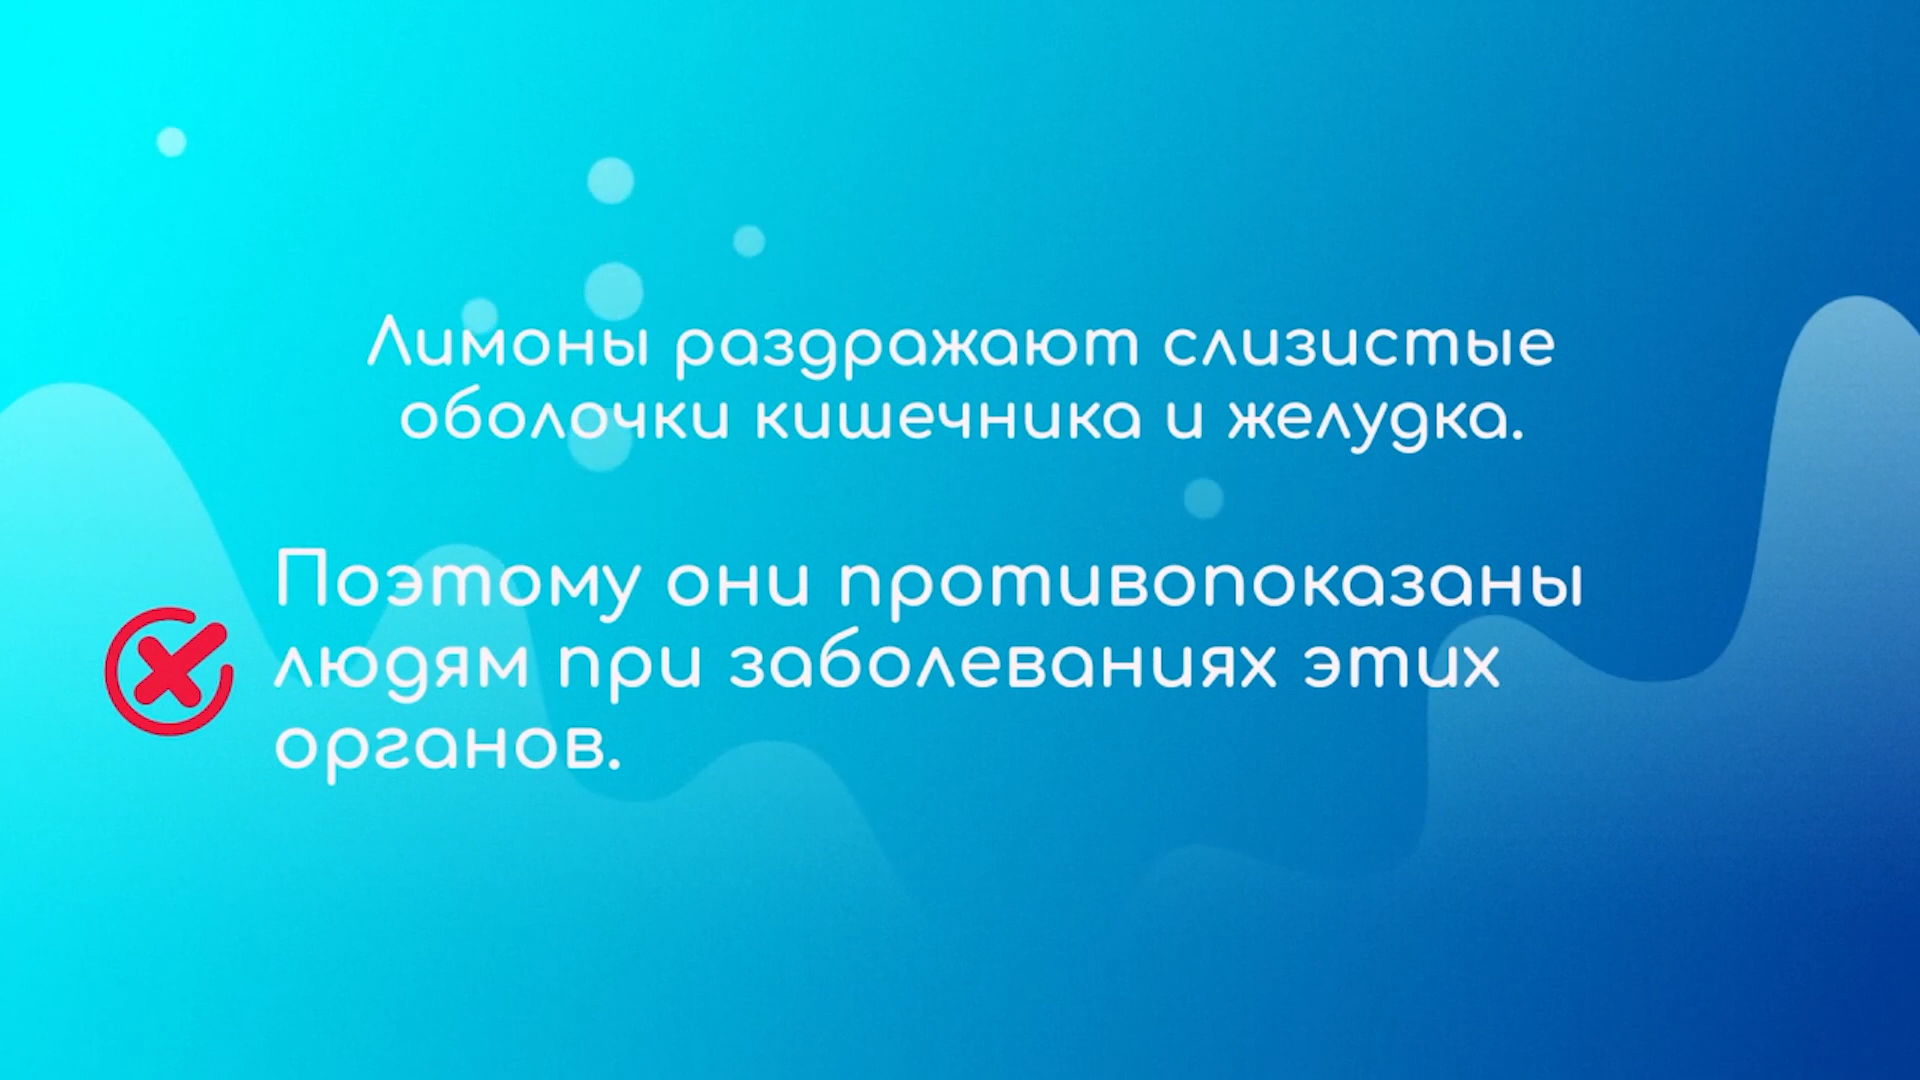 Лимоны раздражают слизистые
оболочки кишечника и желудка.
Поэтому они противопоказаны
людям при заболеваниях этих
органов.